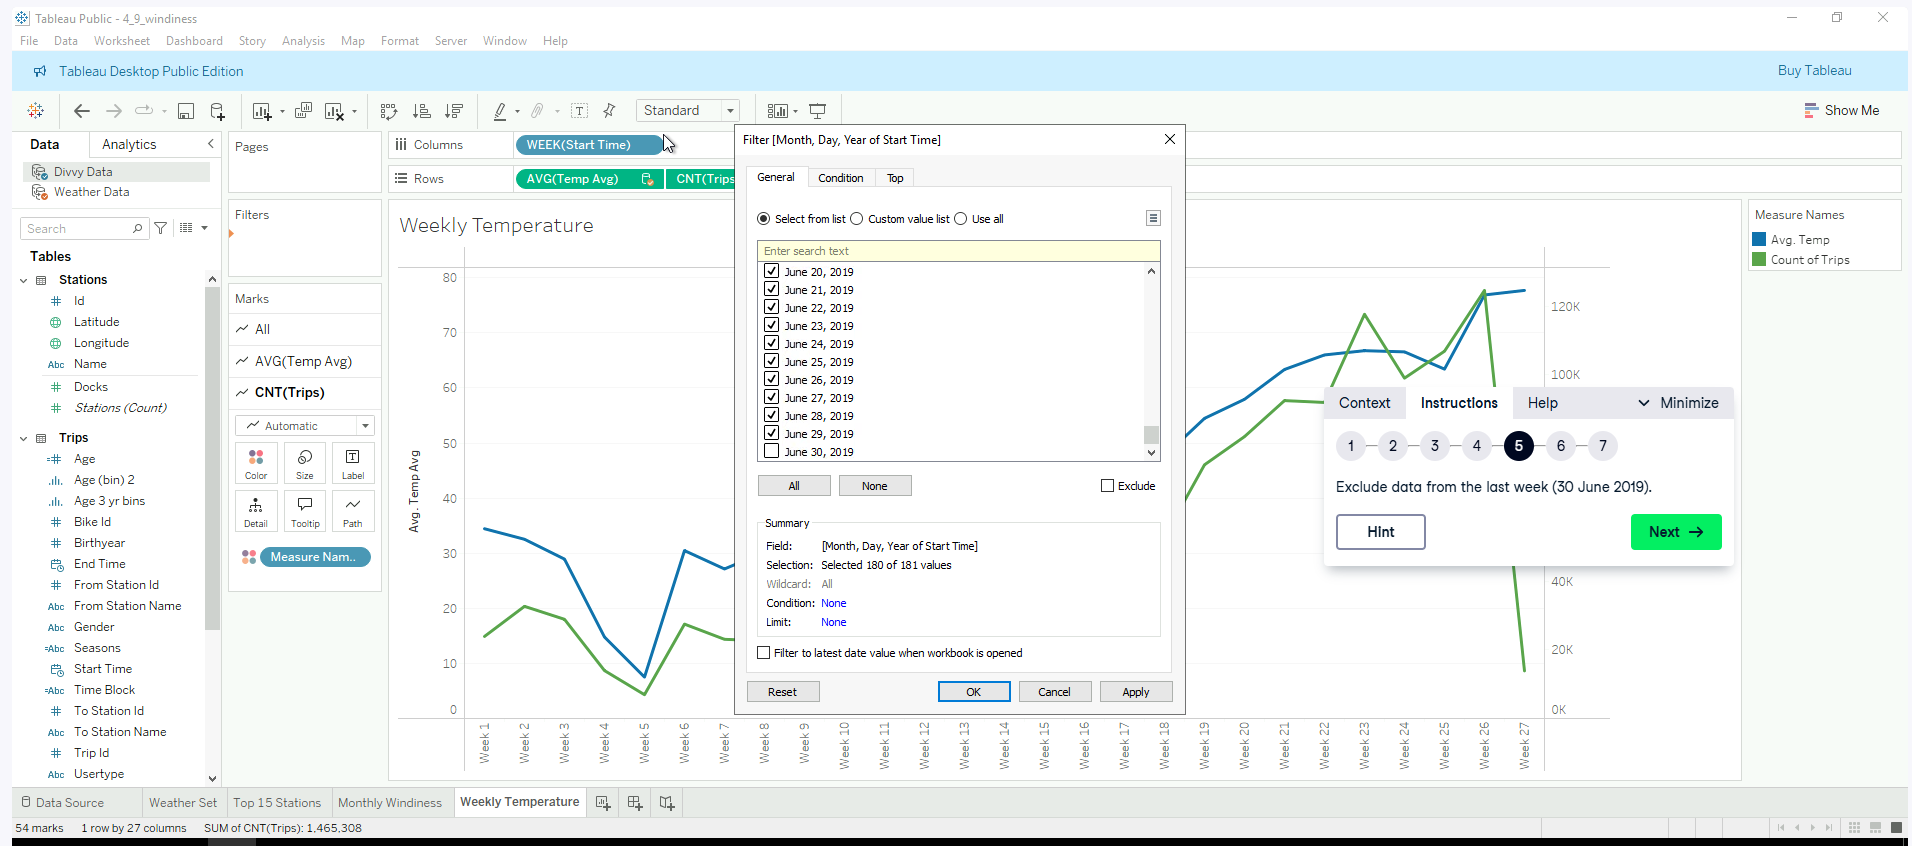 Tableau Public - 4_9_windiness
File Data Worksheet Dashboard Story Analysis Map Format Server Window Help
Tableau Desktop Public Edition
Buy Tableau
Standard
Show Me
Data
Analytics
Divvy Data
Weather Data
Search
Tables
Stations
# Id
Latitude
Longitude
Abc Name
# Docks
# Stations (Count)
Trips
=# Age
Age (bin) 2
Age 3 yr bins
# Bike Id
# Birthyear
End Time
# From Station Id
Abc From Station Name
Abc Gender
=Abc Seasons
Start Time
=Abc Time Block
# To Station Id
Abc To Station Name
# Trip Id
Abc Usertype
Pages
Filters
Marks
All
AVG(Temp Avg)
CNT(Trips)
Automatic
Color
Size
Label
Detail
Tooltip
Path
Measure Nam..
Columns
WEEK(Start Time)
Rows
AVG(Temp Avg)
CNT(Trips
Weekly Temperature
Avg. Temp Avg
80
70
60
50
40
30
20
10
0
Week 1
Week 2
Week 3
Week 4
Week 5
Week 6
Week 7
Week 8
Week 9
Week 10
Week 11
Week 12
Week 13
Week 14
Week 15
Week 16
Week 17
Week 18
Week 19
Week 20
Week 21
Week 22
Week 23
Week 24
Week 25
Week 26
Week 27
120K
100K
40K
20K
0K
Filter [Month, Day, Year of Start Time]
General
Condition
Top
Select from list
Custom value list
Use all
Enter search text
June 20, 2019
June 21, 2019
June 22, 2019
June 23, 2019
June 24, 2019
June 25, 2019
June 26, 2019
June 27, 2019
June 28, 2019
June 29, 2019
June 30, 2019
All
None
Exclude
Summary
Field: [Month, Day, Year of Start Time]
Selection: Selected 180 of 181 values
Wildcard: All
Condition: None
Limit: None
Filter to latest date value when workbook is opened
Reset
OK
Cancel
Apply
Measure Names
Avg. Temp
Count of Trips
Context
Instructions
Help
Minimize
1
2
3
4
5
6
7
Exclude data from the last week (30 June 2019).
Hint
Next
Data Source
Weather Set
Top 15 Stations
Monthly Windiness
Weekly Temperature
54 marks
1 row by 27 columns
SUM of CNT(Trips): 1,465,308